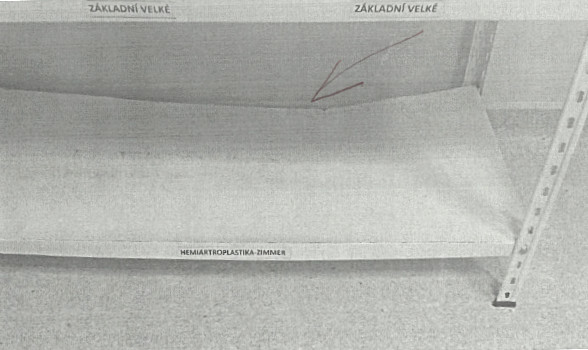 ZÁKLADNÍ VELKÉ
ZÁKLADNÍ VELKÉ
HEMIARTROPLASTIKA-ZIMMER